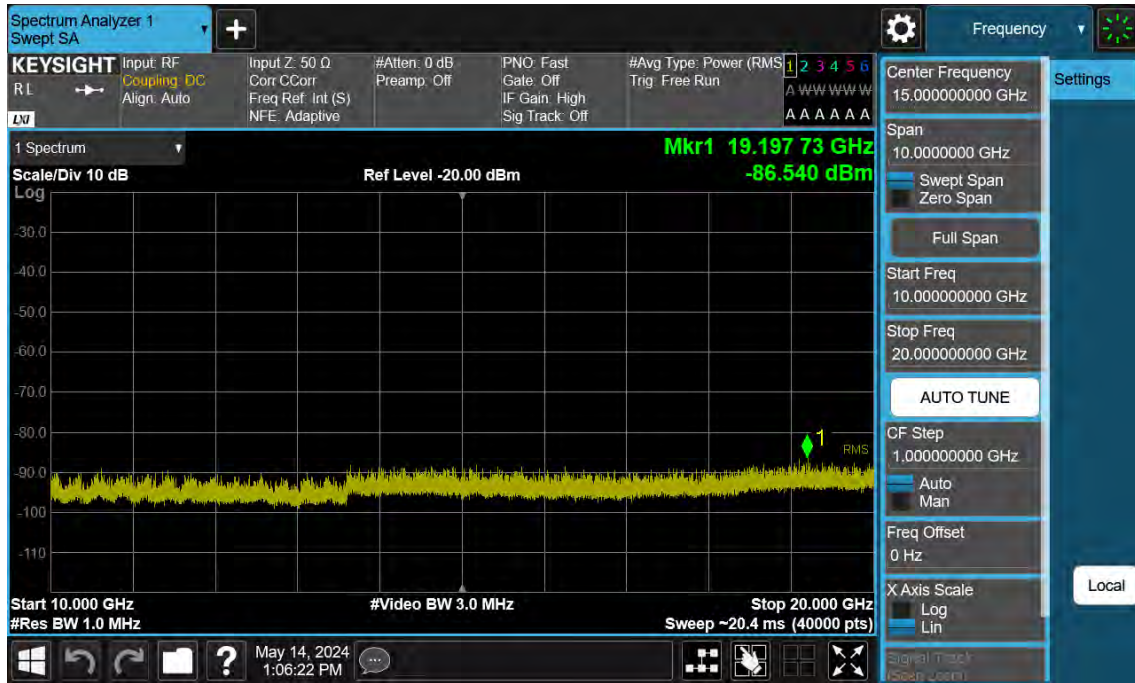 Spectrum Analyzer 1
Swept SA
+
Frequency
KEYSIGHT
RL
LXI
Input: RF
Coupling: DC
Align: Auto
Input Z: 50 Ω
Corr CCorr
Freq Ref: Int (S)
NFE: Adaptive
#Atten: 0 dB
Preamp: Off
PNO: Fast
Gate: Off
IF Gain: High
Sig Track: Off
#Avg Type: Power (RMS
Trig: Free Run
1 2 3 4 5 6
A W W W W W
A A A A A A
1 Spectrum
Scale/Div 10 dB
Ref Level -20.00 dBm
Mkr1 19.197 73 GHz
-86.540 dBm
Log
-30.0
-40.0
-50.0
-60.0
-70.0
-80.0
-90.0
-100
-110
1
RMS
Start 10.000 GHz
#Res BW 1.0 MHz
#Video BW 3.0 MHz
Stop 20.000 GHz
Sweep ~20.4 ms (40000 pts)
Center Frequency
15.000000000 GHz
Span
10.0000000 GHz
Swept Span
Zero Span
Full Span
Start Freq
10.000000000 GHz
Stop Freq
20.000000000 GHz
AUTO TUNE
CF Step
1.000000000 GHz
Auto
Man
Freq Offset
0 Hz
X Axis Scale
Log
Lin
Signal Track
(Span Zoom)
Settings
Local
?
May 14, 2024
1:06:22 PM